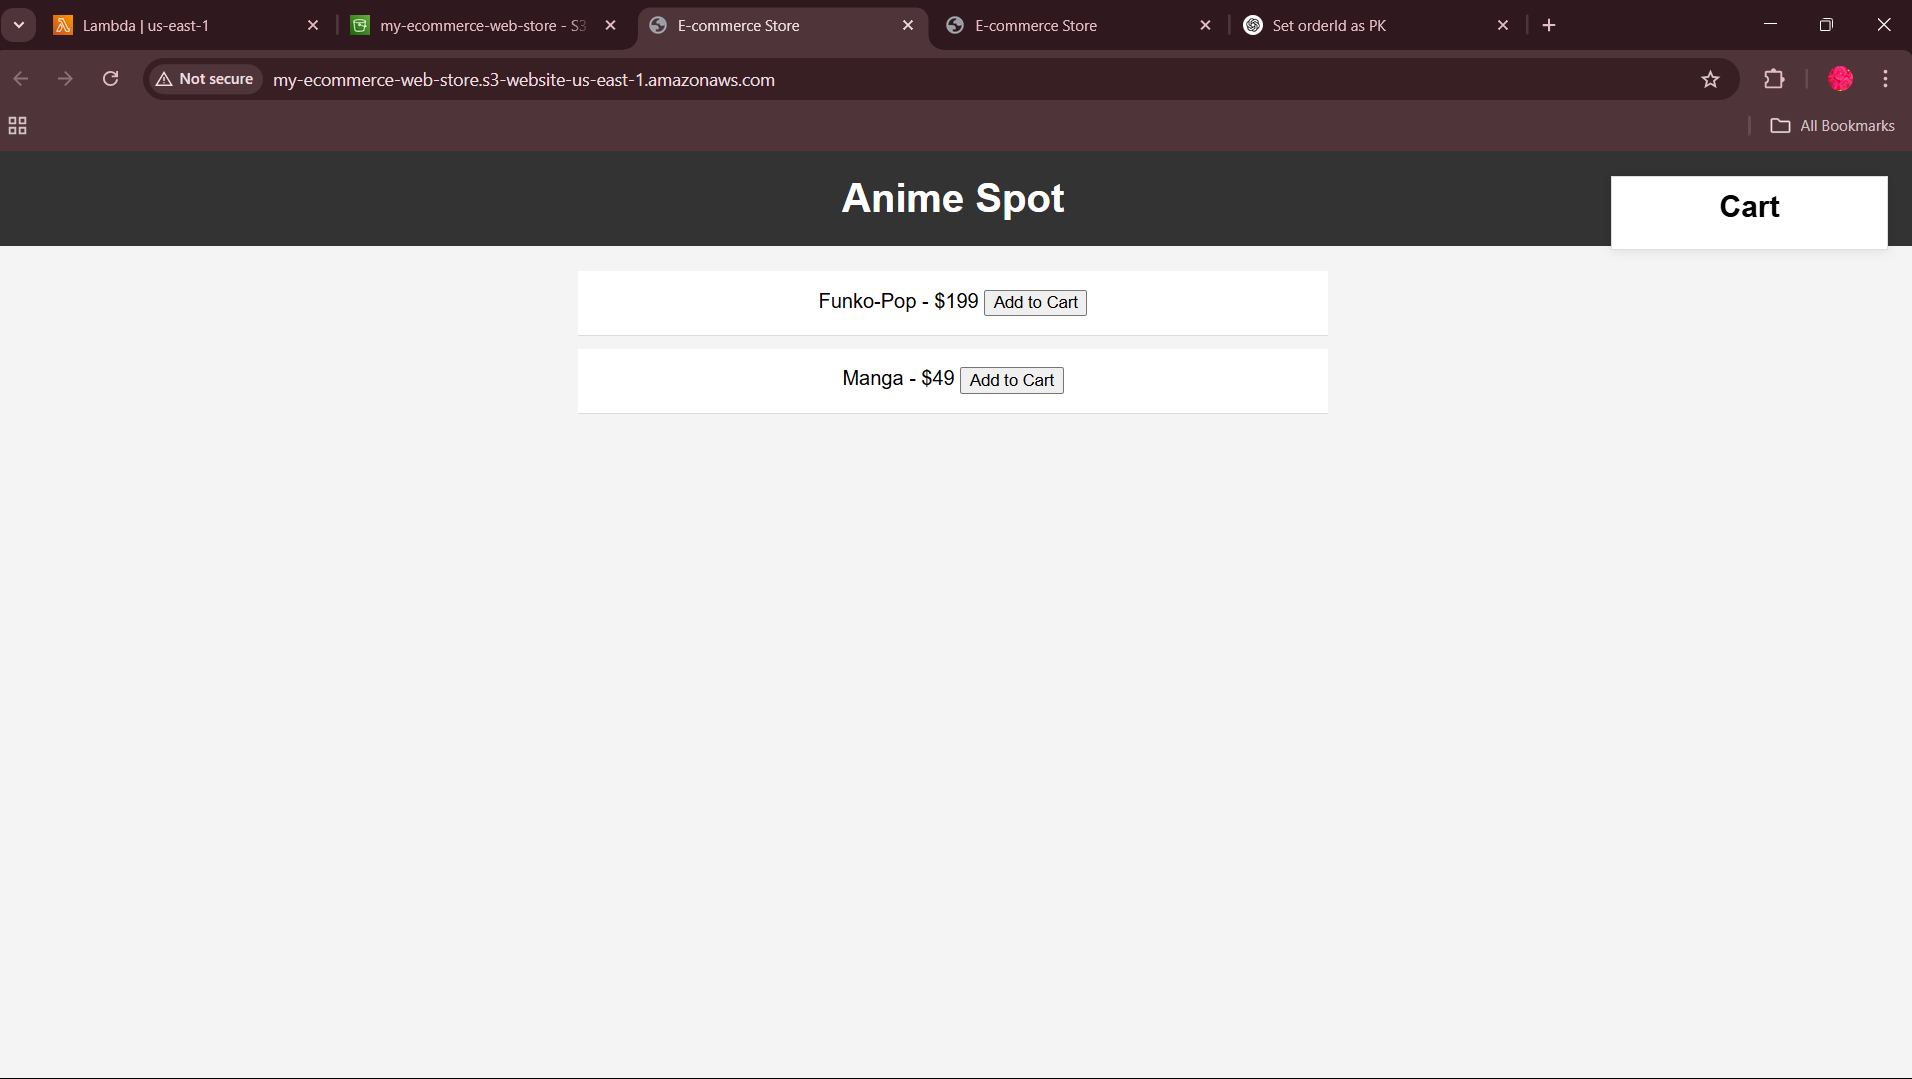 Lambda | us-east-1
my-ecommerce-web-store - S3
E-commerce Store
E-commerce Store
Set orderId as PK
Not secure
my-ecommerce-web-store.s3-website-us-east-1.amazonaws.com
All Bookmarks
Anime Spot
Cart
Funko-Pop - $199 Add to Cart
Manga - $49 Add to Cart